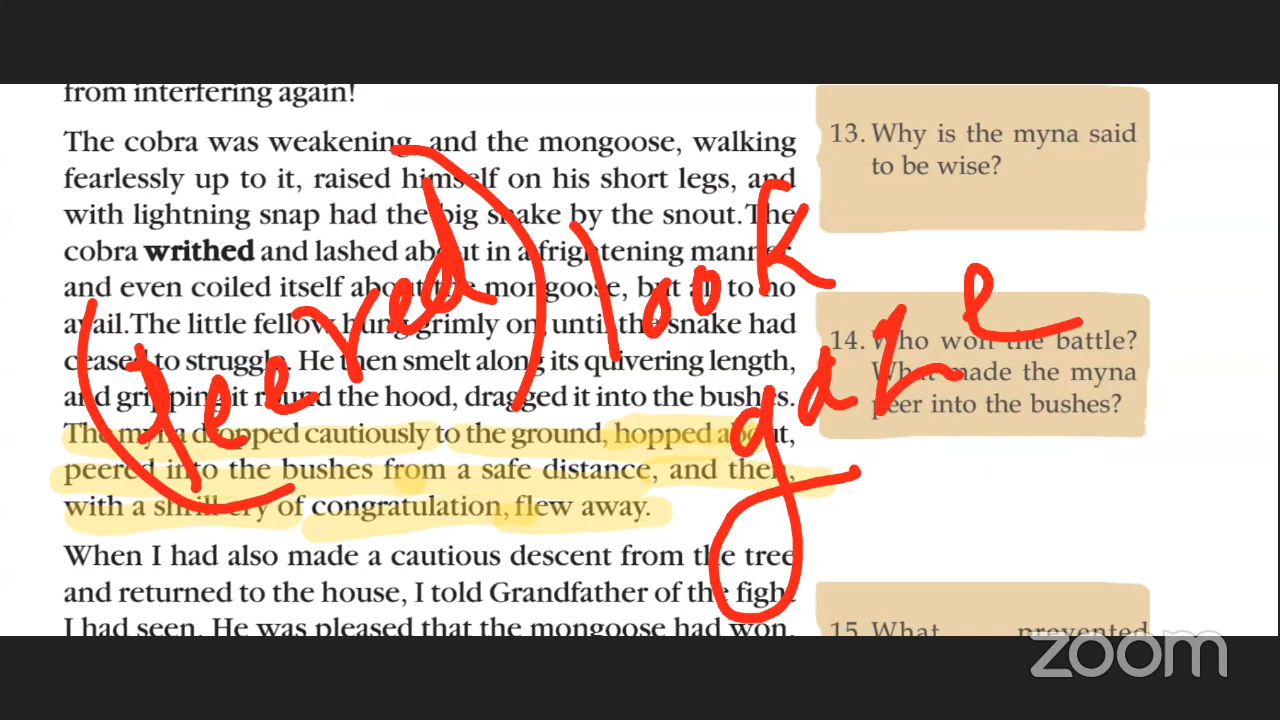 from interfering again!
The cobra was weakening, and the mongoose, walking
fearlessly up to it, raised himself on his short legs, and
with lightning snap had the big snake by the snout. The
cobra writhed and lashed about in a frightening manner,
and even coiled itself about the mongoose, but all to no
avail. The little fellow hung grimly on, until the snake had
ceased to struggle. He then smelt along its quivering length,
and gripping it round the hood, dragged it into the bushes.
The myna dropped cautiously to the ground, hopped about,
peered into the bushes from a safe distance, and then,
with a shrill cry of congratulation, flew away.
When I had also made a cautious descent from the tree
and returned to the house, I told Grandfather of the fight
I had seen. He was pleased that the mongoose had won.
13. Why is the myna said
to be wise?
14. Who won the battle?
What made the myna
peer into the bushes?
15. What prevented
(peered) look
gaze
zoom